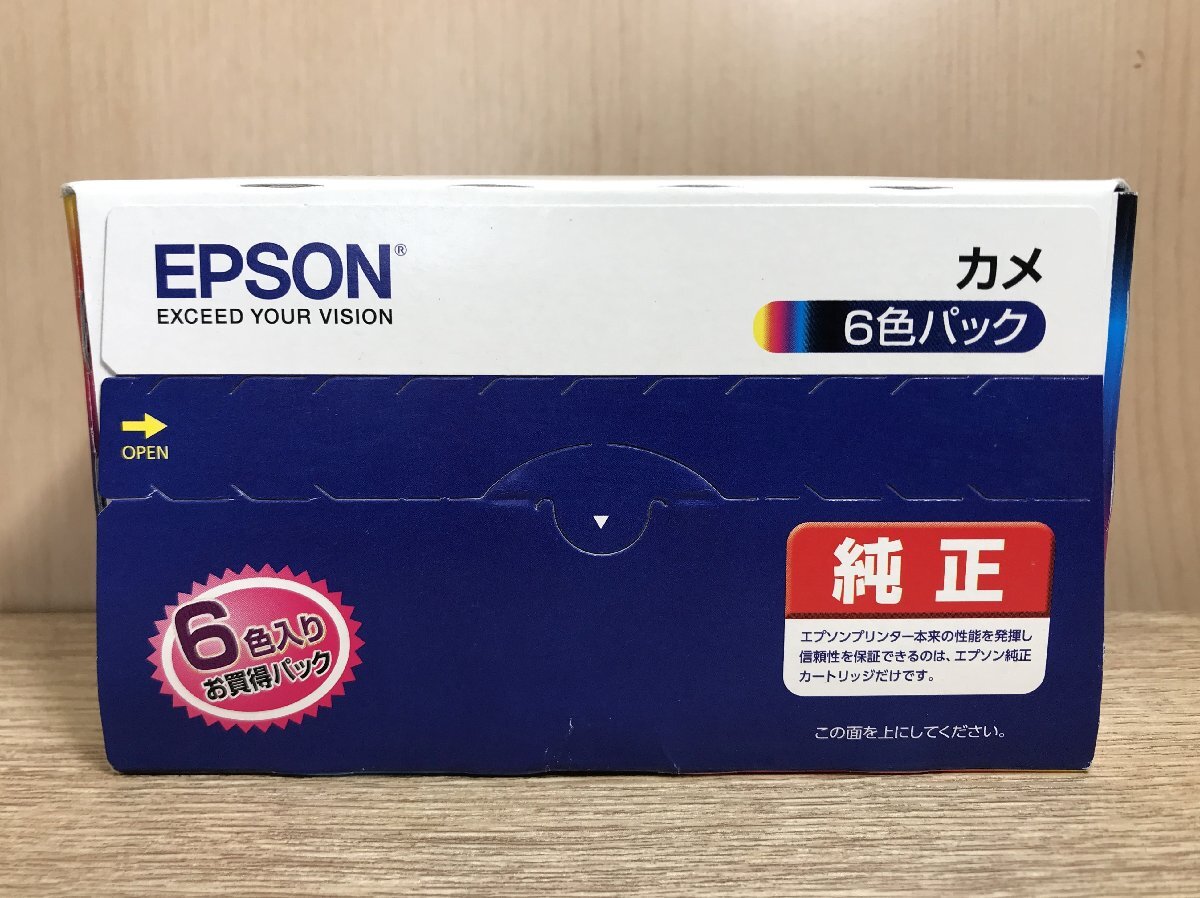 EPSON®
EXCEED YOUR VISION
カメ
6色パック
OPEN
純正
エプソンプリンター本来の性能を発揮し
信頼性を保証できるのは、エプソン純正
カートリッジだけです。
6色入り
お買得パック
この面を上にしてください。